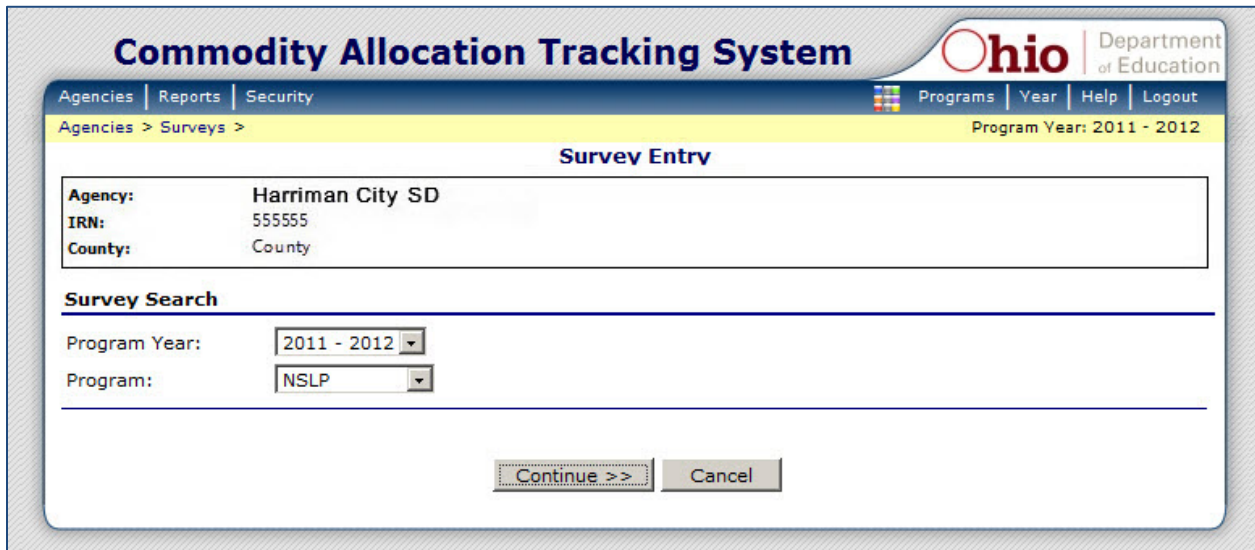 Commodity Allocation Tracking System
Ohio Department of Education
Agencies | Reports | Security Programs | Year | Help | Logout
Agencies > Surveys > Program Year: 2011 - 2012
Survey Entry
Agency: Harriman City SD
IRN: 555555
County: County
Survey Search
Program Year: 2011 - 2012
Program: NSLP
Continue >> Cancel